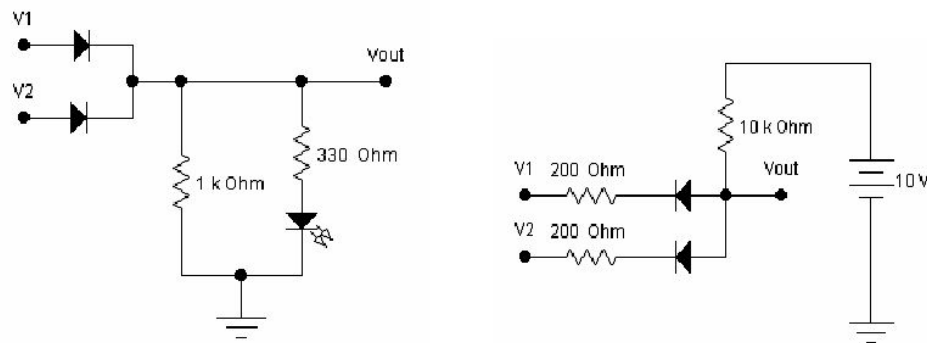 V1
Vout
V2
330 Ohm
1 k Ohm
10 k Ohm
V1 200 Ohm
Vout
10 V
V2 200 Ohm